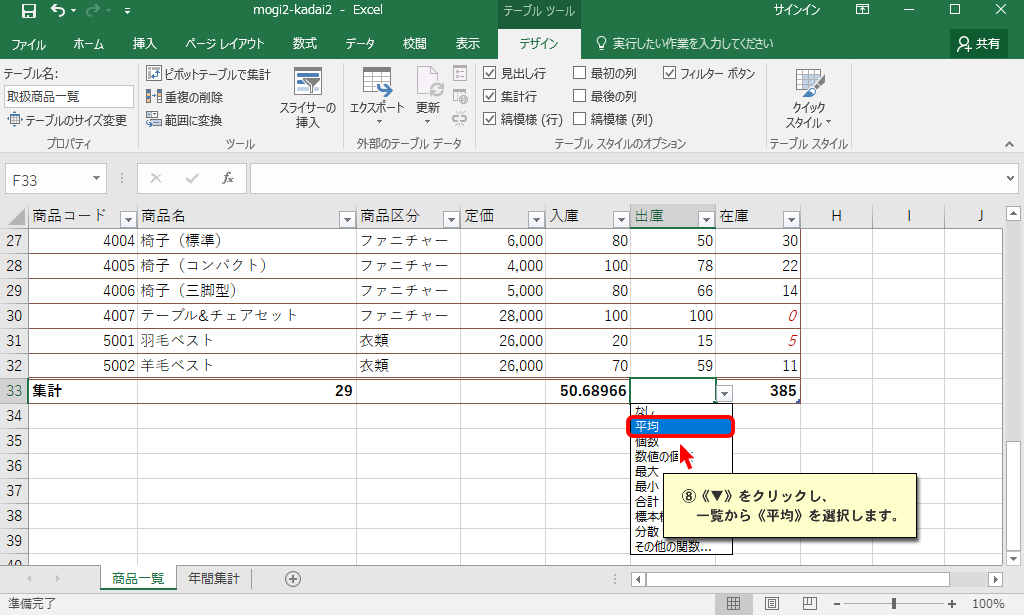 mogi2-kadai2 - Excel
テーブル ツール
サインイン
ファイル ホーム 挿入 ページ レイアウト 数式 データ 校閲 表示 デザイン 実行したい作業を入力してください 共有
テーブル名:
取扱商品一覧
テーブルのサイズ変更
プロパティ
ピボットテーブルで集計
重複の削除
範囲に変換
スライサーの
挿入
ツール
エクスポート
更新
外部のテーブル データ
見出し行 最初の列 フィルター ボタン
集計行 最後の列
縞模様 (行) 縞模様 (列)
テーブル スタイルのオプション
クイック
スタイル
テーブル スタイル
F33 fx
商品コード 商品名 商品区分 定価 入庫 出庫 在庫 H I J
27 4004 椅子（標準） ファニチャー 6,000 80 50 30
28 4005 椅子（コンパクト） ファニチャー 4,000 100 78 22
29 4006 椅子（三脚型） ファニチャー 5,000 80 66 14
30 4007 テーブル&チェアセット ファニチャー 28,000 100 100 0
31 5001 羽毛ベスト 衣類 26,000 20 15 5
32 5002 羊毛ベスト 衣類 26,000 70 59 11
33 集計 29 50.68966 385
34
35
36
37
38
39
40
なし
平均
個数
数値の個
最大
最小
合計
標本
分散
その他の関数...
⑧《▼》をクリックし、
一覧から《平均》を選択します。
商品一覧 年間集計
準備完了
100%